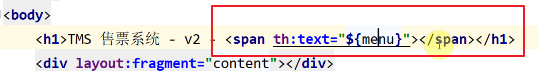 <body>
<h1>TMS 售票系统 - v2 - <span th:text="${menu}"></span></h1>
<div layout:fragment="content"></div>